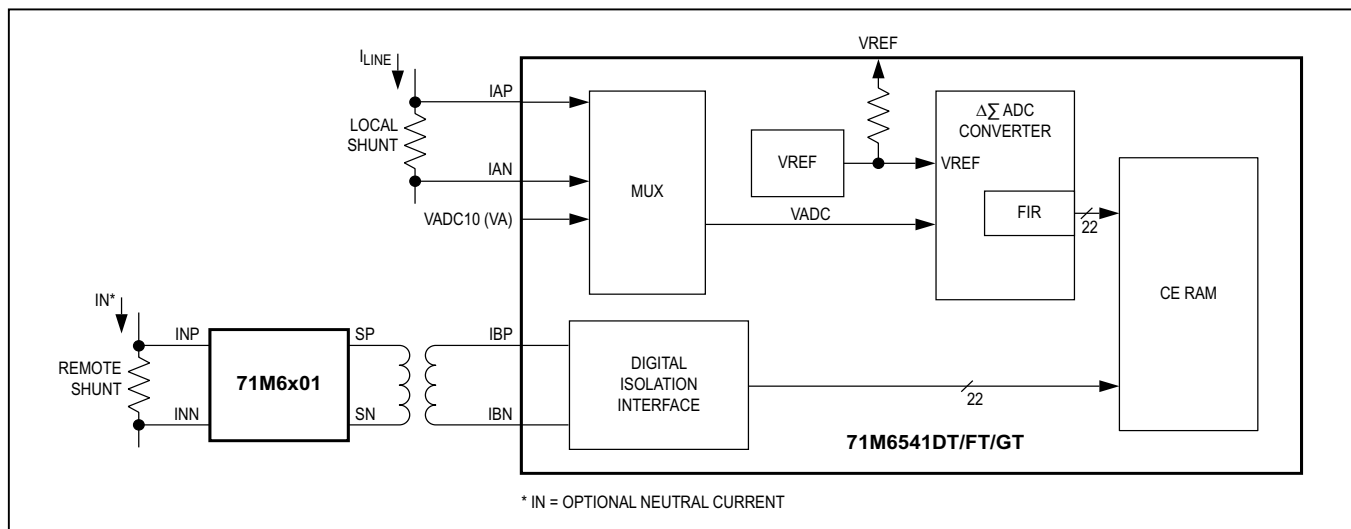 VREF
ILINE
IAP
LOCAL
SHUNT
IAN
VADC10 (VA)
MUX
VREF
VADC
ΔΣ ADC
CONVERTER
VREF
FIR
22
CE RAM
IN*
INP
REMOTE
SHUNT
INN
71M6x01
SP
SN
IBP
IBN
DIGITAL
ISOLATION
INTERFACE
22
71M6541DT/FT/GT
* IN = OPTIONAL NEUTRAL CURRENT